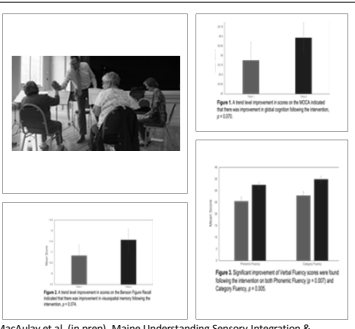 Figure 1. A trend level improvement in scores on the MOCA indicated
that there was improvement in global cognition following the intervention,
p = 0.070.
Figure 2. A trend level improvement in scores on the Benson Figure Recall
indicated that there was improvement in visuospatial memory following the
intervention, p = 0.074.
Phonemic Fluency
Category Fluency
Figure 3. Significant improvement of Verbal Fluency scores were found
following the intervention on both Phonemic Fluency (p = 0.007) and
Category Fluency, p = 0.005.
MacAulay et al. (in prep). Maine Understanding Sensory Integration &